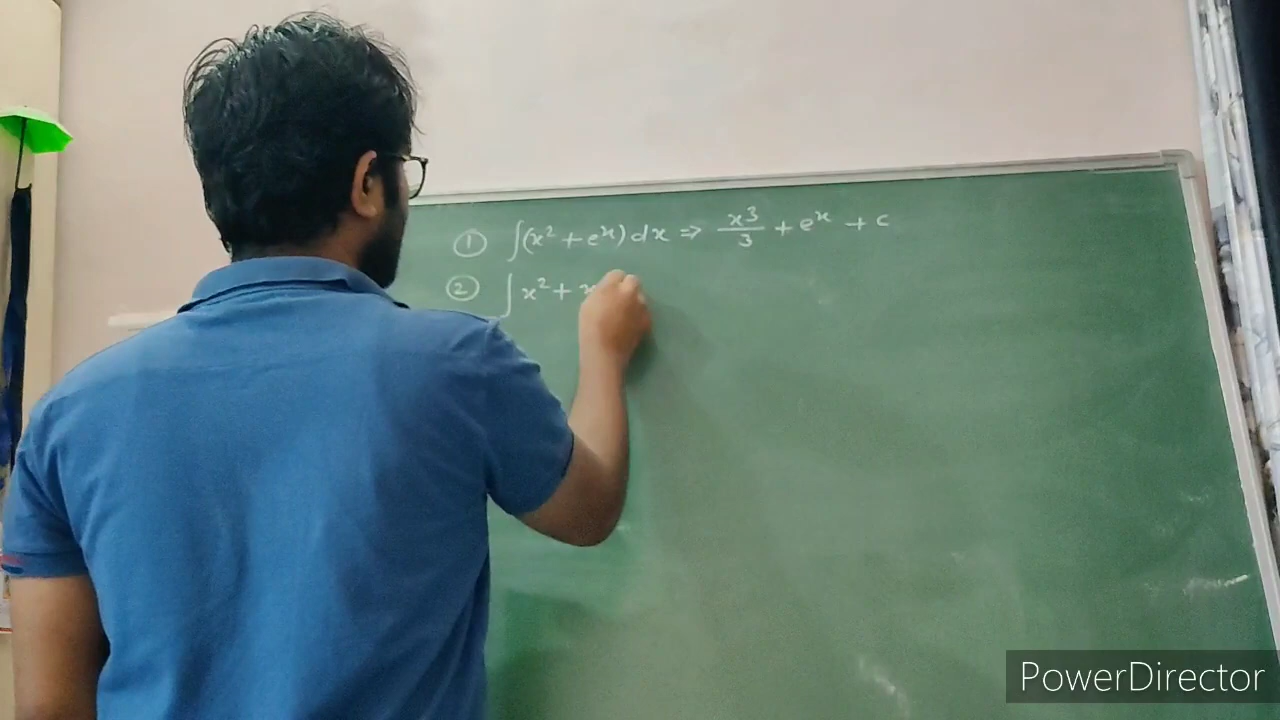 ① ∫(x² + eˣ) dx ⇒ x³/3 + eˣ + c
② ∫ x² + x
PowerDirector